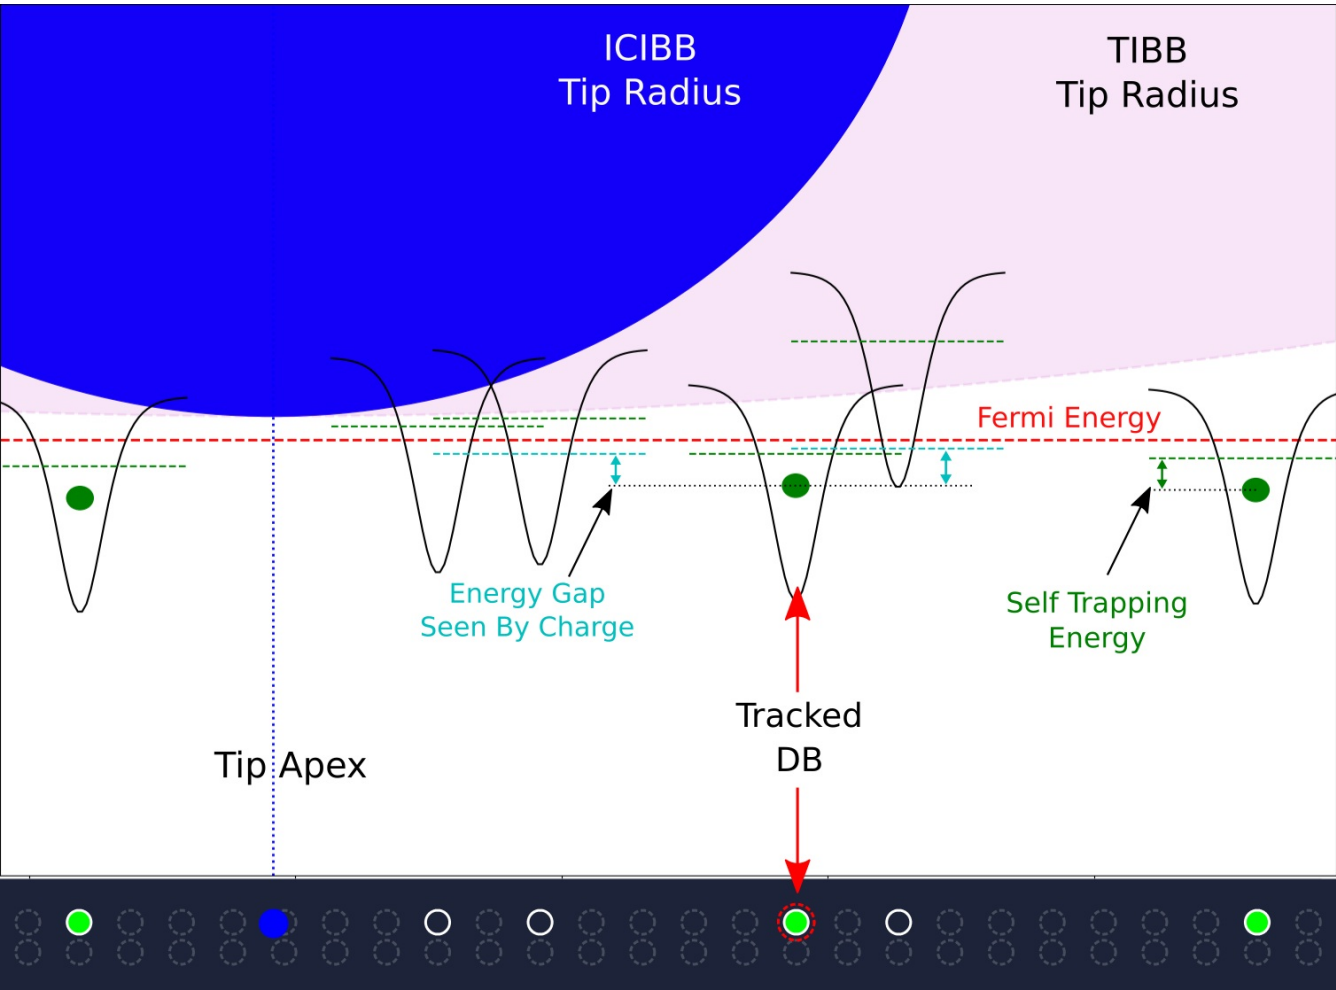 ICIBB
Tip Radius
TIBB
Tip Radius
Fermi Energy
Energy Gap
Seen By Charge
Self Trapping
Energy
Tracked
DB
Tip Apex